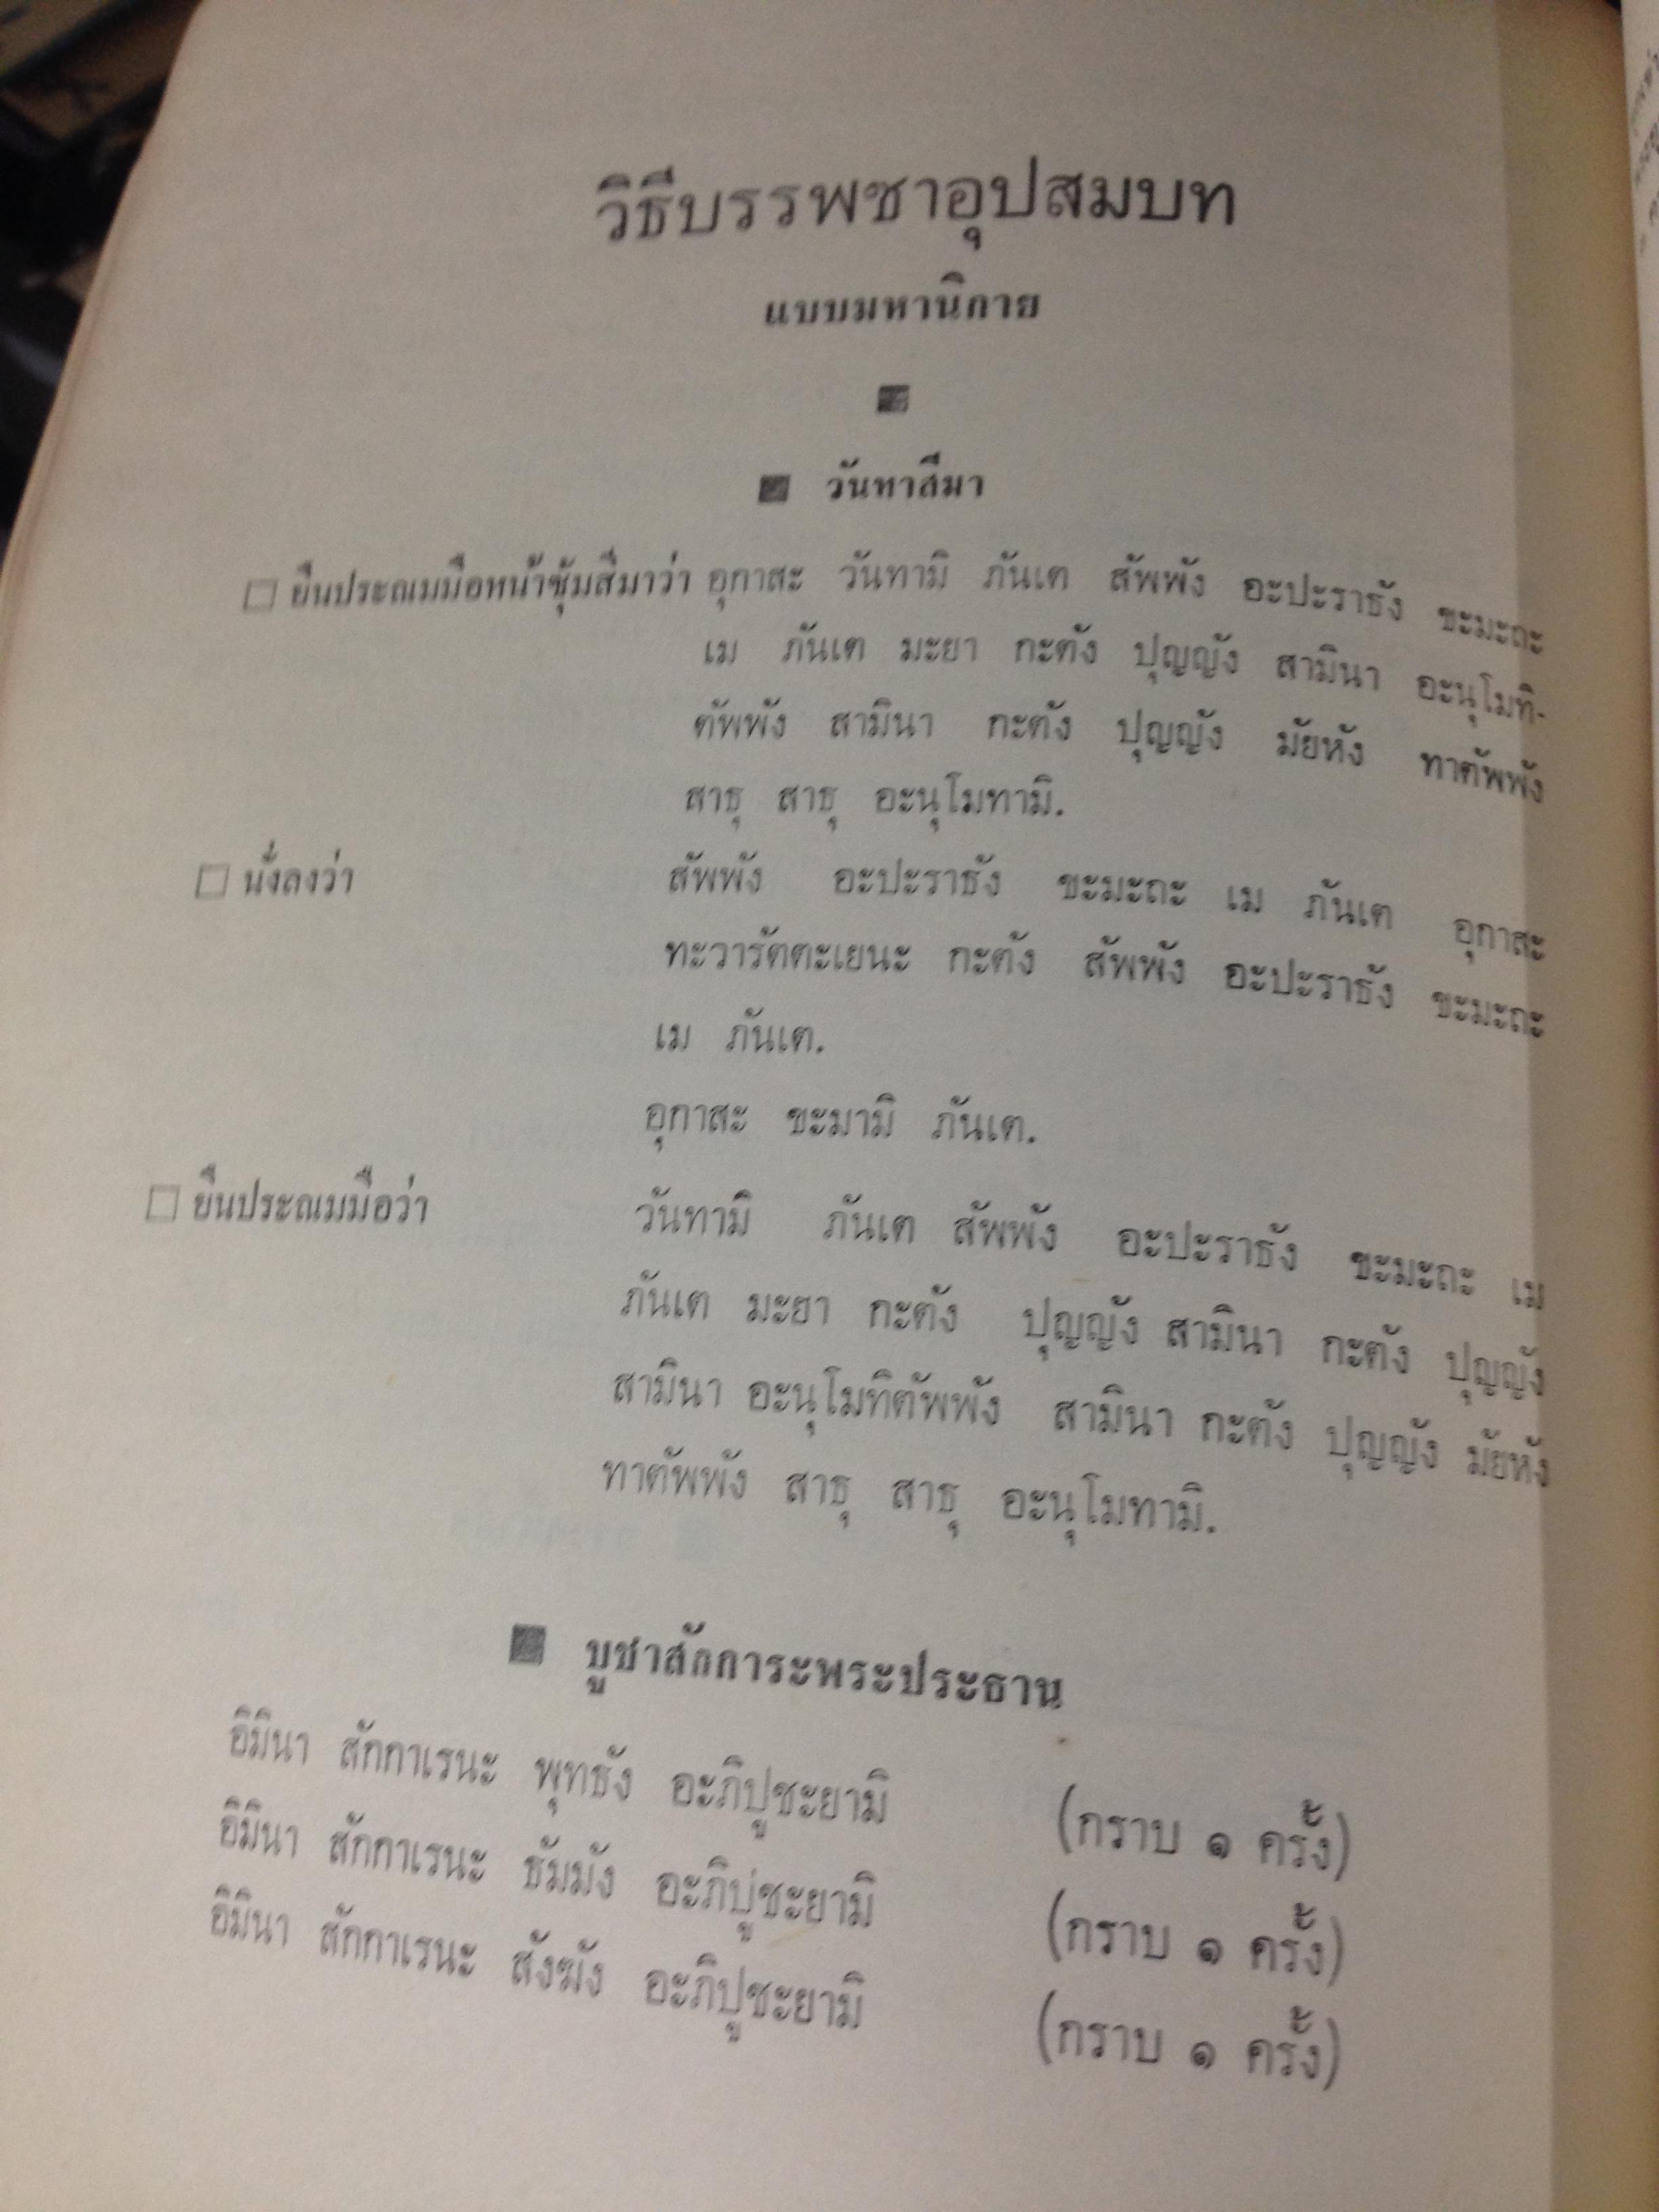 วิธีบรรพชาอุปสมบท
แบบมหานิกาย
■
■ วันทาสีมา
□ ยืนประณมมือหน้าซุ้มสีมาว่า อุกาสะ วันทามิ ภันเต สัพพัง อะปะราธัง ขะมะถะ
เม ภันเต มะยา กะตัง ปุญญัง สามินา อะนุโมทิ-
ตัพพัง สามินา กะตัง ปุญญัง มัยหัง ทาตัพพัง
สาธุ สาธุ อะนุโมทามิ.
□ นั่งลงว่า สัพพัง อะปะราธัง ขะมะถะ เม ภันเต อุกาสะ
ทะวารัตตะเยนะ กะตัง สัพพัง อะปะราธัง ขะมะถะ
เม ภันเต.
อุกาสะ ขะมามิ ภันเต.
□ ยืนประณมมือว่า วันทามิ ภันเต สัพพัง อะปะราธัง ขะมะถะ เม
ภันเต มะยา กะตัง ปุญญัง สามินา กะตัง ปุญญัง
สามินา อะนุโมทิตัพพัง สามินา กะตัง ปุญญัง มัยหัง
ทาตัพพัง สาธุ สาธุ อะนุโมทามิ.
■ บูชาสักการะพระประธาน
อิมินา สักกาเรนะ พุทธัง อะภิปูชะยามิ (กราบ ๑ ครั้ง)
อิมินา สักกาเรนะ ธัมมัง อะภิปูชะยามิ (กราบ ๑ ครั้ง)
อิมินา สักกาเรนะ สังฆัง อะภิปูชะยามิ (กราบ ๑ ครั้ง)